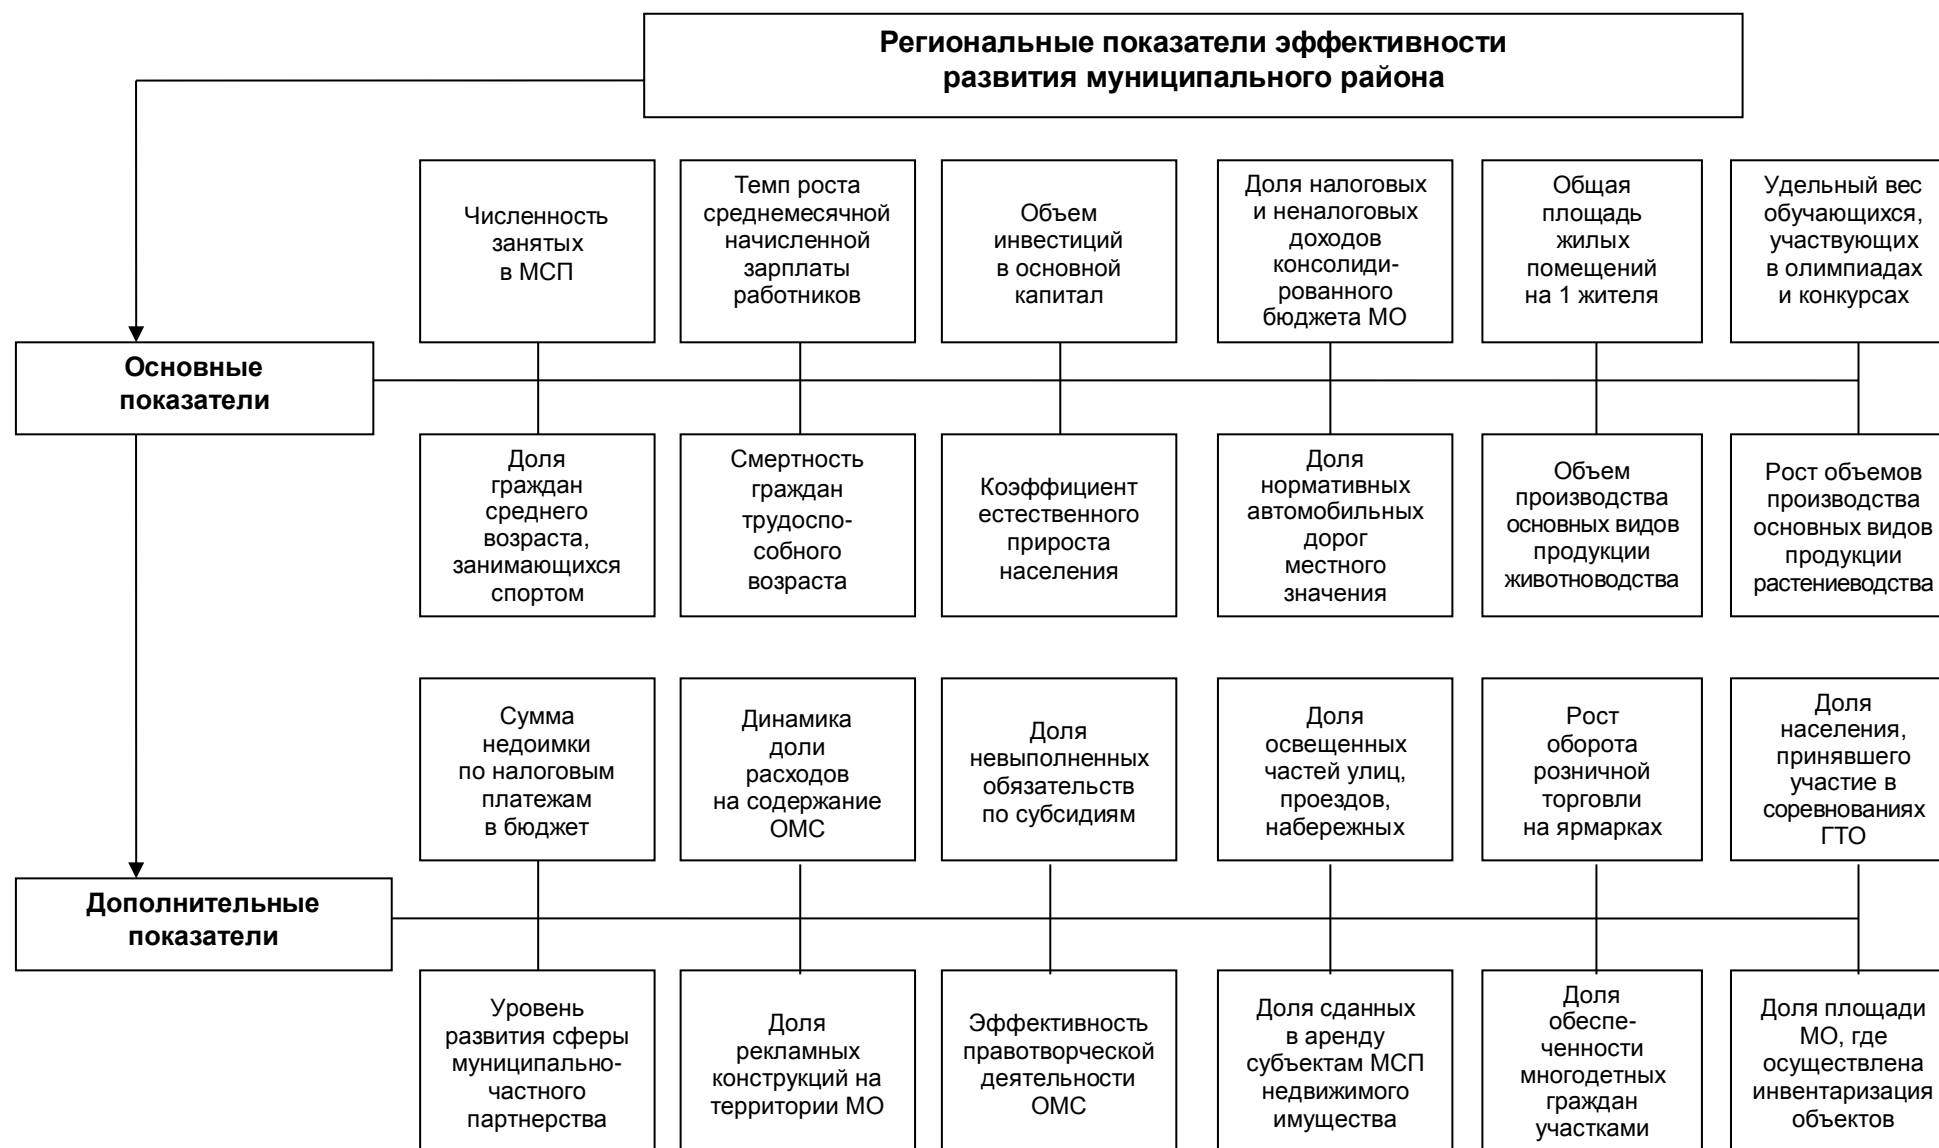 Региональные показатели эффективности
развития муниципального района
Численность
занятых
в МСП
Темп роста
среднемесячной
начисленной
зарплаты
работников
Объем
инвестиций
в основной
капитал
Доля налоговых
и неналоговых
доходов
консолиди-
рованного
бюджета МО
Общая
площадь
жилых
помещений
на 1 жителя
Удельный вес
обучающихся,
участвующих
в олимпиадах
и конкурсах
Основные
показатели
Доля
граждан
среднего
возраста,
занимающихся
спортом
Смертность
граждан
трудоспо-
собного
возраста
Коэффициент
естественного
прироста
населения
Доля
нормативных
автомобильных
дорог
местного
значения
Объем
производства
основных видов
продукции
животноводства
Рост объемов
производства
основных видов
продукции
растениеводства
Сумма
недоимки
по налоговым
платежам
в бюджет
Динамика
доли
расходов
на содержание
ОМС
Доля
невыполненных
обязательств
по субсидиям
Доля
освещенных
частей улиц,
проездов,
набережных
Рост
оборота
розничной
торговли
на ярмарках
Доля
населения,
принявшего
участие в
соревнованиях
ГТО
Дополнительные
показатели
Уровень
развития сферы
муниципально-
частного
партнерства
Доля
рекламных
конструкций на
территории МО
Эффективность
правотворческой
деятельности
ОМС
Доля сданных
в аренду
субъектам МСП
недвижимого
имущества
Доля
обеспе-
ченности
многодетных
граждан
участками
Доля площади
МО, где
осуществлена
инвентаризация
объектов